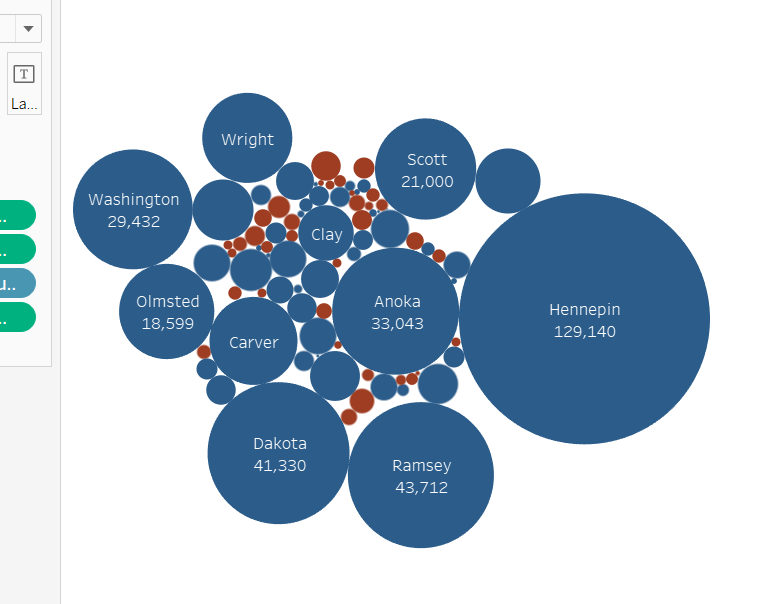 T
La...
..
..
u..
..
Wright
Scott
21,000
Washington
29,432
Clay
Olmsted
18,599
Anoka
33,043
Hennepin
129,140
Carver
Dakota
41,330
Ramsey
43,712